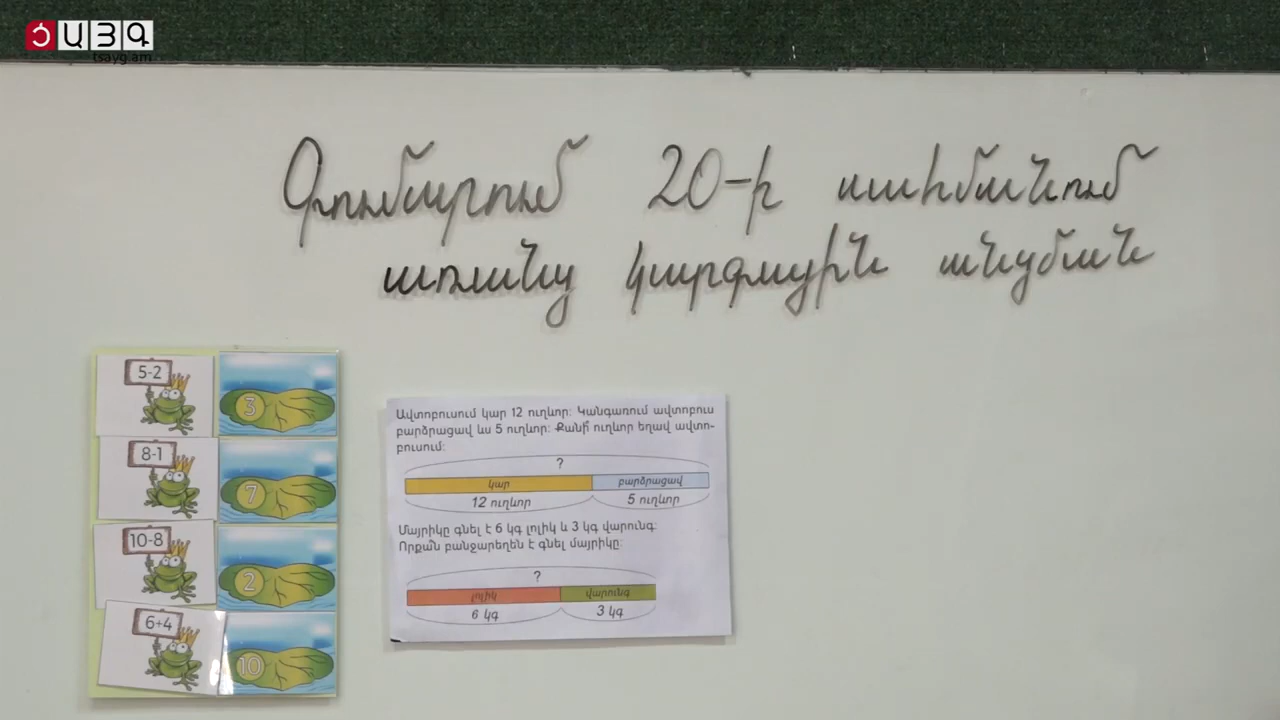 ԾԱՅԳ
tsayg.am
Գումարում 20-ի սահմանում
առանց կարգային անցման
5-2
3
8-1
7
10-8
2
6+4
10
Ավտոբուսում կար 12 ուղևոր։ Կանգառում ավտոբուս
բարձրացավ ևս 5 ուղևոր։ Քանի՞ ուղևոր եղավ ավտո-
բուսում։
?
կար բարձրացավ
12 ուղևոր 5 ուղևոր
Մայրիկը գնել է 6 կգ լոլիկ և 3 կգ վարունգ։
Որքա՞ն բանջարեղեն է գնել մայրիկը։
?
լոլիկ վարունգ
6 կգ 3 կգ